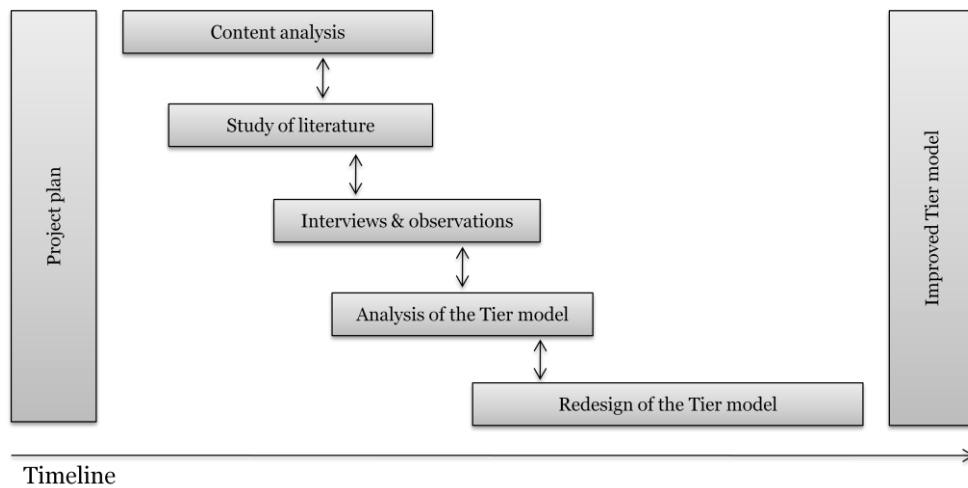 Project plan
Content analysis
Study of literature
Interviews & observations
Analysis of the Tier model
Redesign of the Tier model
Improved Tier model
Timeline